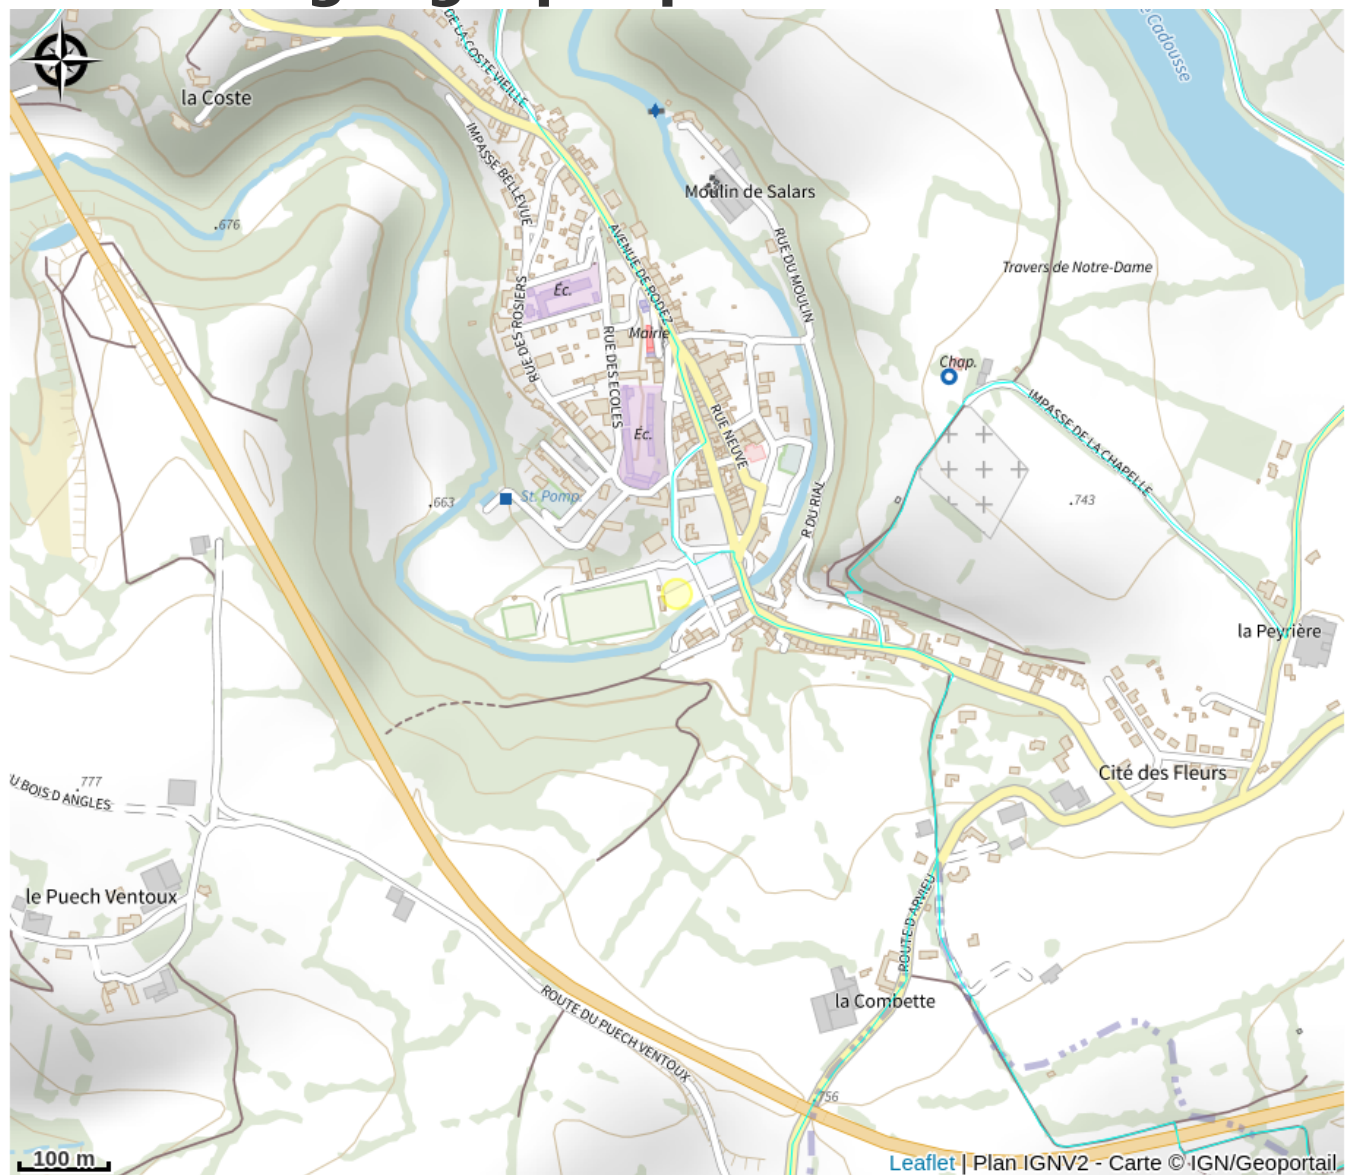 DE LA COSTE VIEILLE
Cadousse
la Coste
IMPASSE BELLEVUE
Moulin de Salars
.676
AVENUE DE RODEZ
RUE DU MOULIN
Travers de Notre-Dame
Éc.
RUE DES ROSIERS
Mairie
RUE DES ECOLES
Chap.
IMPASSE DE LA CHAPELLE
RUE NEUVE
Éc.
St. Pomp.
.663
R DU RIAL
.743
la Peyrière
Cité des Fleurs
777
U BOIS D ANGLES
le Puech Ventoux
ROUTE D ARVIEU
la Combette
ROUTE DU PUECH VENTOUX
.756
100 m
Leaflet | Plan IGNV2 - Carte © IGN/Geoportail